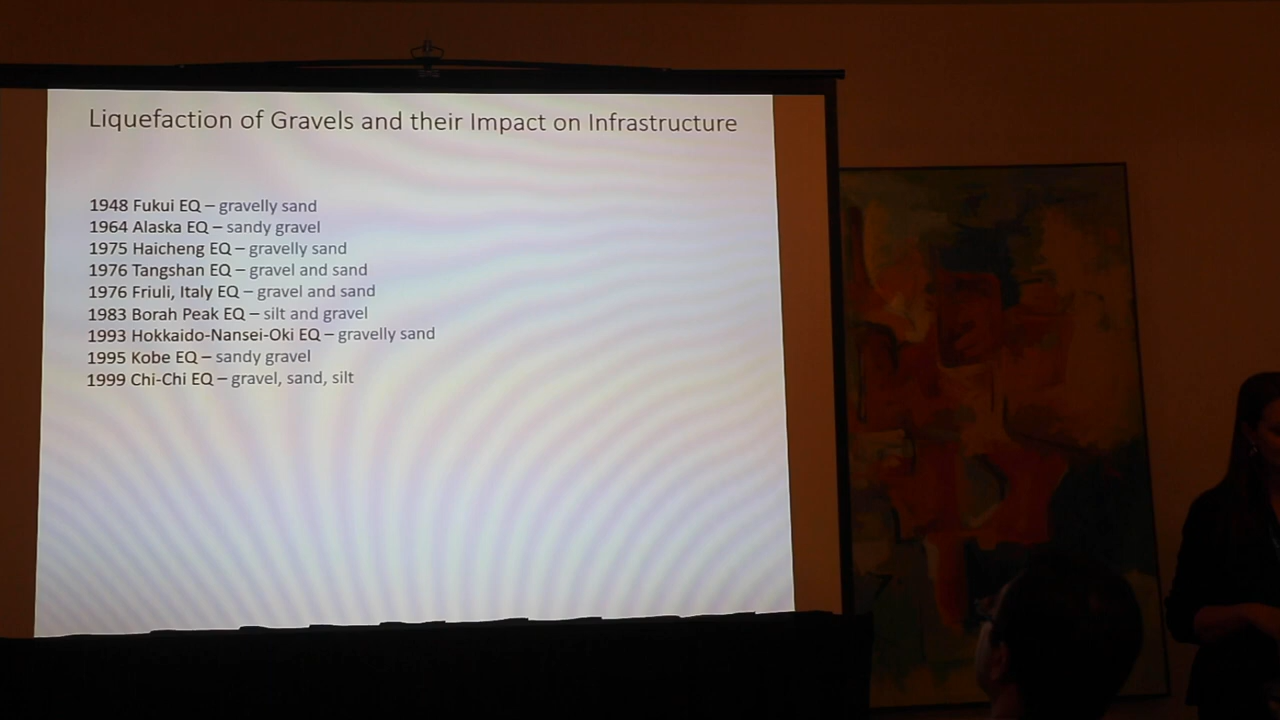 Liquefaction of Gravels and their Impact on Infrastructure
1948 Fukui EQ – gravelly sand
1964 Alaska EQ – sandy gravel
1975 Haicheng EQ – gravelly sand
1976 Tangshan EQ – gravel and sand
1976 Friuli, Italy EQ – gravel and sand
1983 Borah Peak EQ – silt and gravel
1993 Hokkaido-Nansei-Oki EQ – gravelly sand
1995 Kobe EQ – sandy gravel
1999 Chi-Chi EQ – gravel, sand, silt